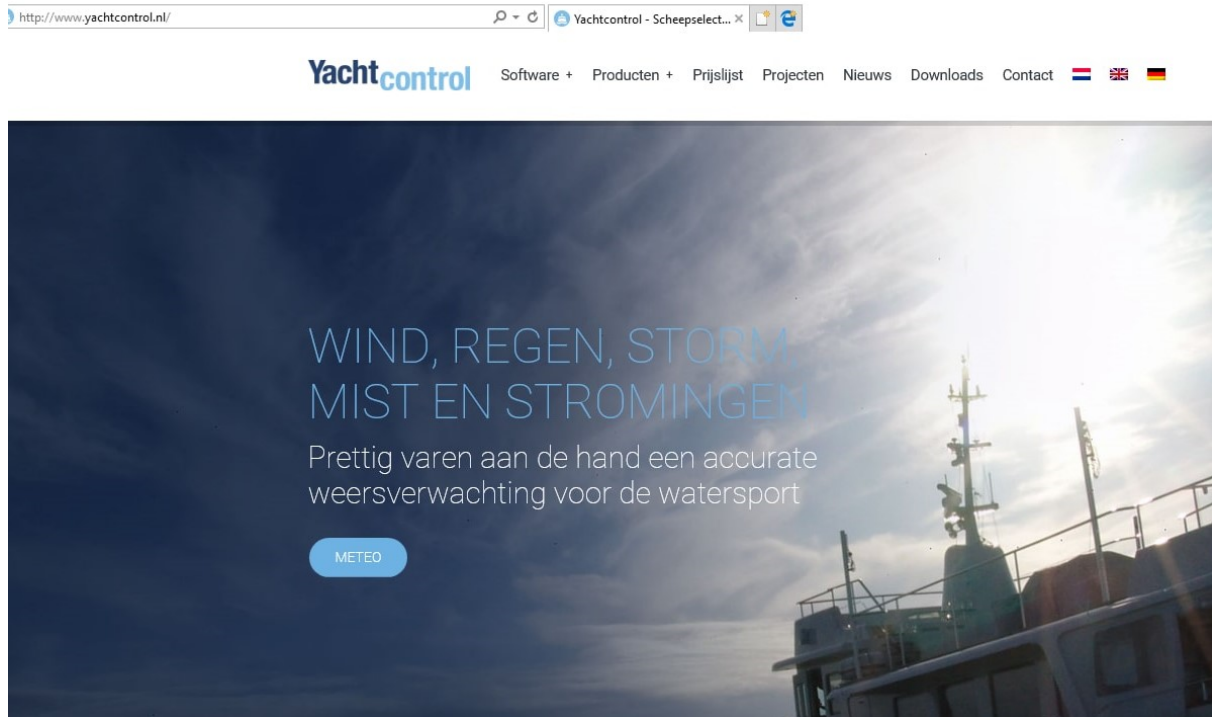 http://www.yachtcontrol.nl/
Yachtcontrol - Scheepselect...
Yachtcontrol
Software + Producten + Prijslijst Projecten Nieuws Downloads Contact
WIND, REGEN, STORM,
MIST EN STROMINGEN
Prettig varen aan de hand een accurate
weersverwachting voor de watersport
METEO